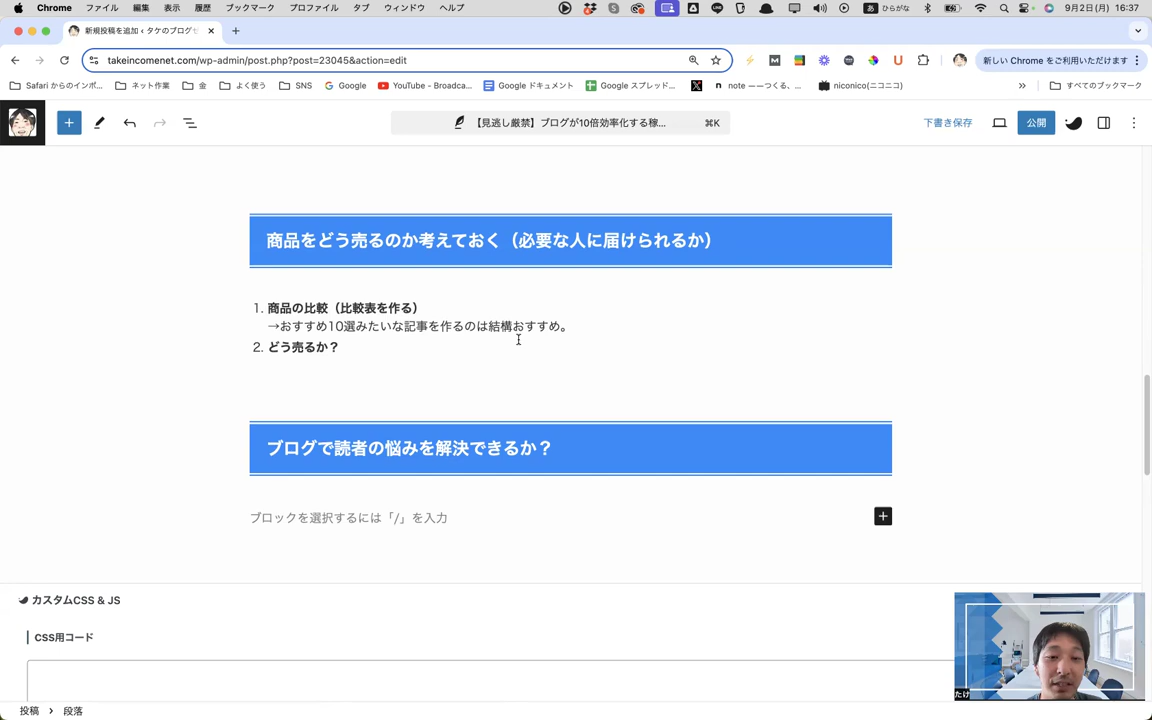 Chrome ファイル 編集 表示 履歴 ブックマーク プロファイル タブ ウィンドウ ヘルプ
あ ひらがな 9月2日(月) 16:37
新規投稿を追加 ‹ タケのブログで
takeincomenet.com/wp-admin/post.php?post=23045&action=edit
新しい Chrome をご利用いただけます
Safari からのインポ... ネット作業 金 よく使う SNS Google YouTube - Broadca... Google ドキュメント Google スプレッド... note ーーつくる、... niconico(ニコニコ) » すべてのブックマーク
【見逃し厳禁】ブログが10倍効率化する稼... ⌘K
下書き保存 公開
商品をどう売るのか考えておく（必要な人に届けられるか）
1. 商品の比較（比較表を作る）
→おすすめ10選みたいな記事を作るのは結構おすすめ。
2. どう売るか？
ブログで読者の悩みを解決できるか？
ブロックを選択するには「/」を入力
カスタムCSS & JS
CSS用コード
たけ
投稿 › 段落